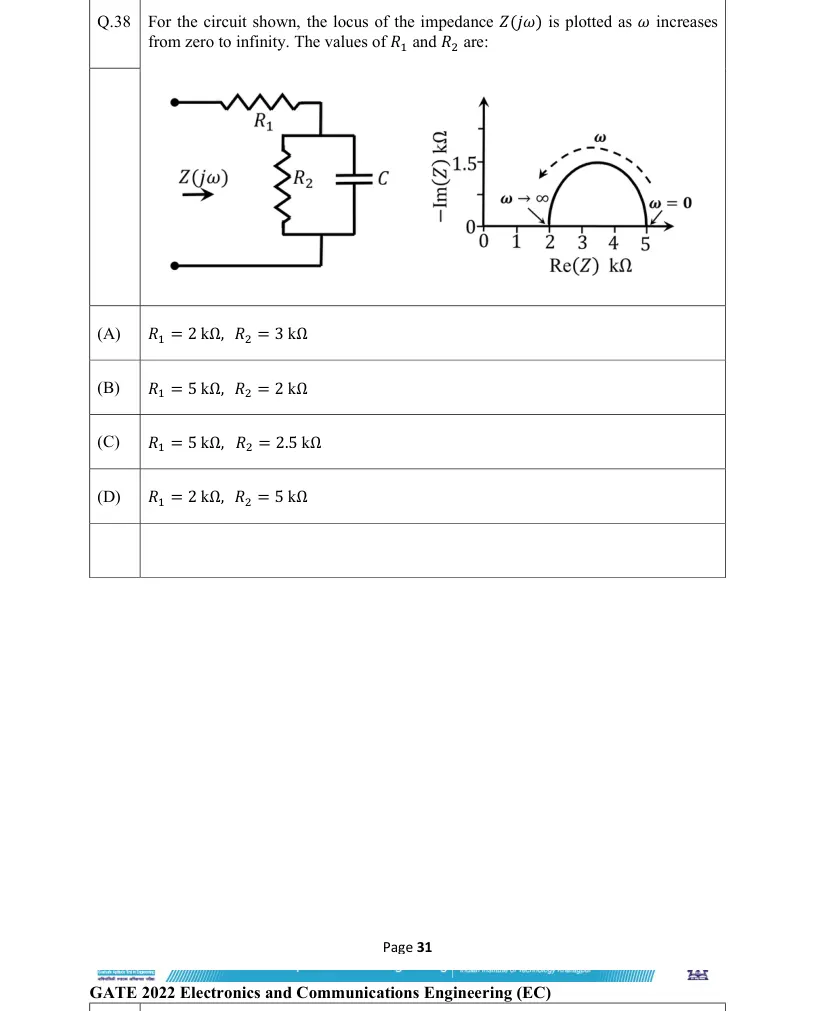 Q.38 For the circuit shown, the locus of the impedance Z(jω) is plotted as ω increases
from zero to infinity. The values of R₁ and R₂ are:
R₁
Z(jω)
R₂
C
−Im(Z) kΩ
1.5
0
ω
ω → ∞
ω = 0
0 1 2 3 4 5
Re(Z) kΩ
(A) R₁ = 2 kΩ, R₂ = 3 kΩ
(B) R₁ = 5 kΩ, R₂ = 2 kΩ
(C) R₁ = 5 kΩ, R₂ = 2.5 kΩ
(D) R₁ = 2 kΩ, R₂ = 5 kΩ
Page 31
GATE 2022 Electronics and Communications Engineering (EC)